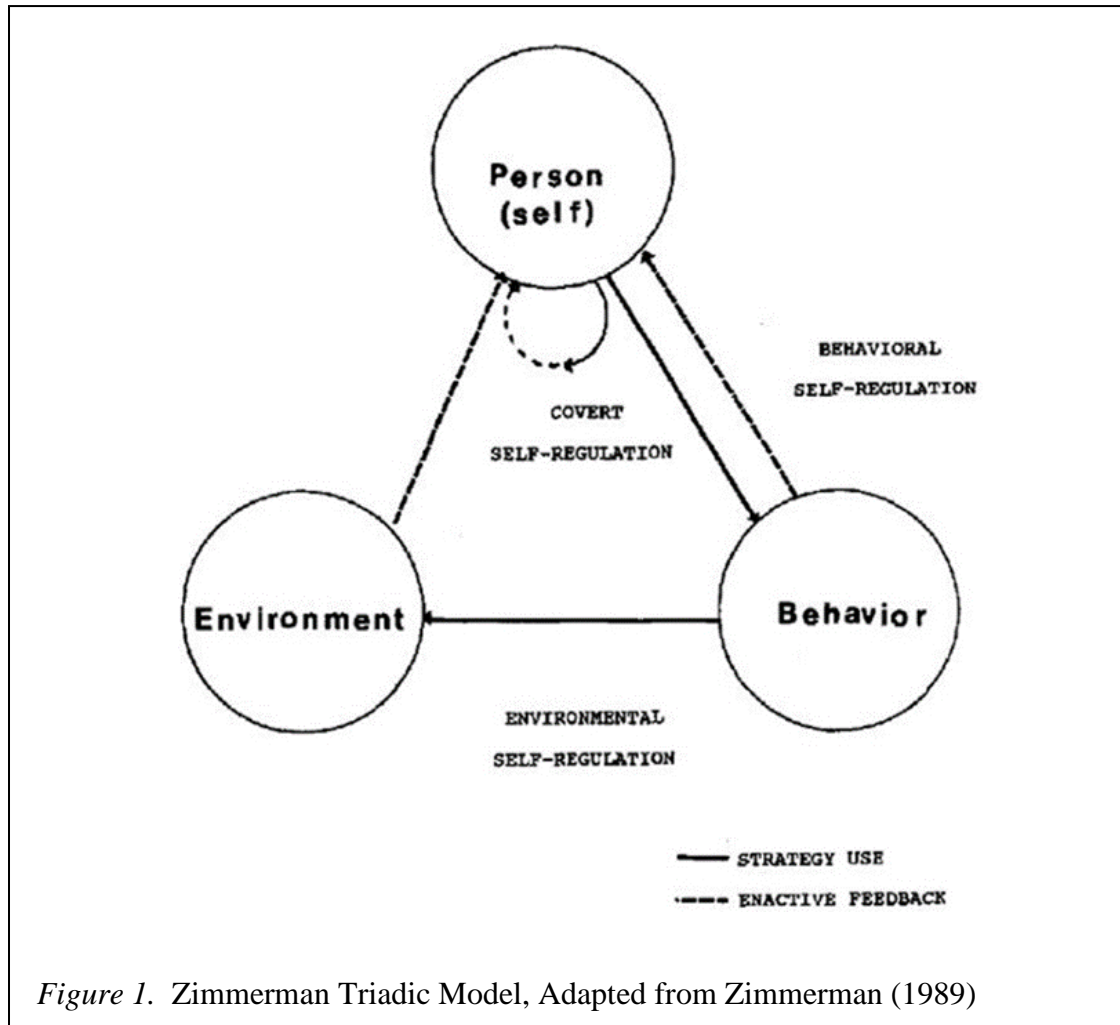 Person
(self)
BEHAVIORAL
SELF-REGULATION
COVERT
SELF-REGULATION
Environment
Behavior
ENVIRONMENTAL
SELF-REGULATION
STRATEGY USE
ENACTIVE FEEDBACK
Figure 1. Zimmerman Triadic Model, Adapted from Zimmerman (1989)